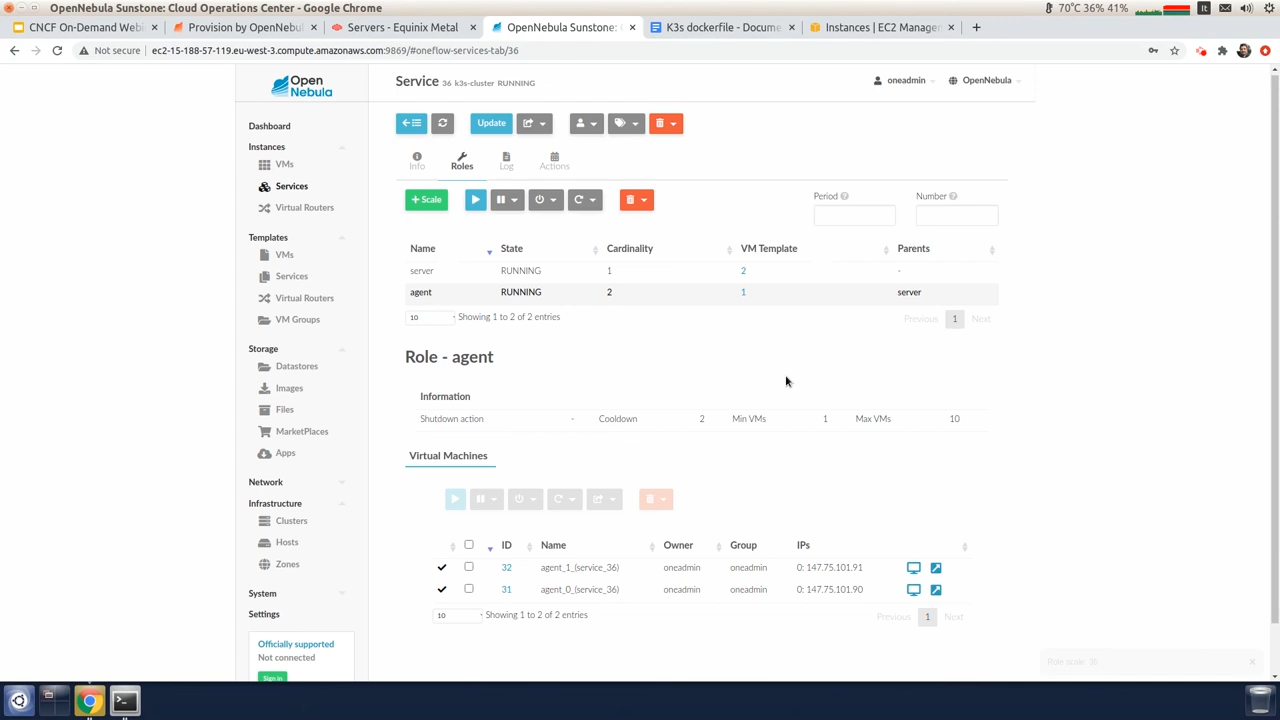 OpenNebula Sunstone: Cloud Operations Center - Google Chrome
70°C 36% 41%
It
CNCF On-Demand Webi
Provision by OpenNebula
Servers - Equinix Metal
OpenNebula Sunstone: C
K3s dockerfile - Docume
Instances | EC2 Manage
Not secure
ec2-15-188-57-119.eu-west-3.compute.amazonaws.com:9869/#oneflow-services-tab/36
Open
Nebula
Service 36 k3s-cluster RUNNING
oneadmin
OpenNebula
Dashboard
Instances
VMs
Services
Virtual Routers
Templates
VMs
Services
Virtual Routers
VM Groups
Storage
Datastores
Images
Files
MarketPlaces
Apps
Network
Infrastructure
Clusters
Hosts
Zones
System
Settings
Officially supported
Not connected
Sign in
Update
Info
Roles
Log
Actions
+ Scale
Period
Number
Name State Cardinality VM Template Parents
server RUNNING 1 2 -
agent RUNNING 2 1 server
10 Showing 1 to 2 of 2 entries
Previous 1 Next
Role - agent
Information
Shutdown action - Cooldown 2 Min VMs 1 Max VMs 10
Virtual Machines
ID Name Owner Group IPs
32 agent_1_(service_36) oneadmin oneadmin 0: 147.75.101.91
31 agent_0_(service_36) oneadmin oneadmin 0: 147.75.101.90
10 Showing 1 to 2 of 2 entries
Previous 1 Next
Role scale: 36